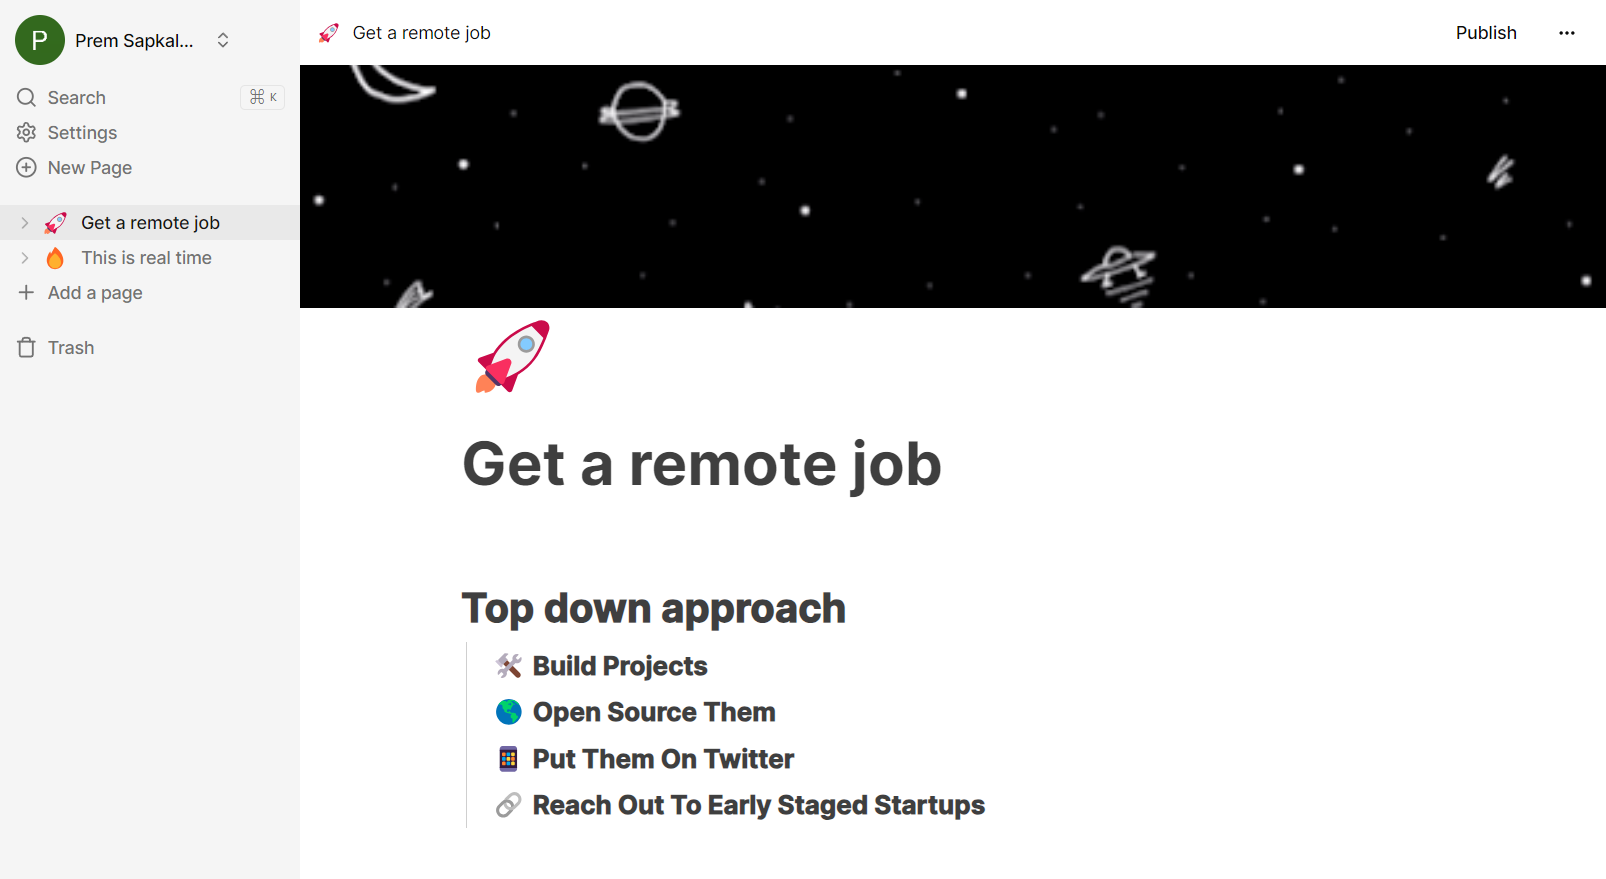 P Prem Sapkal...
Search ⌘ K
Settings
New Page
Get a remote job
This is real time
Add a page
Trash
Get a remote job
Publish
Get a remote job
Top down approach
Build Projects
Open Source Them
Put Them On Twitter
Reach Out To Early Staged Startups